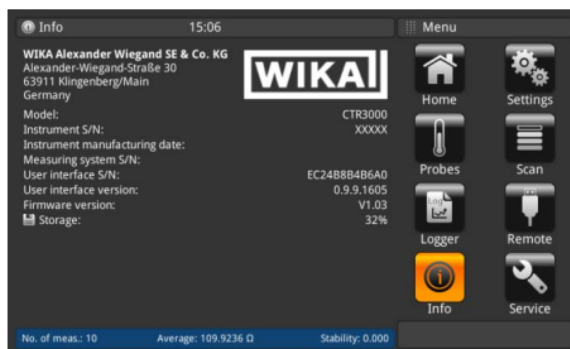 Info 15:06 Menu
WIKA Alexander Wiegand SE & Co. KG
Alexander-Wiegand-Straße 30
63911 Klingenberg/Main
Germany
WIKA
Model: CTR3000
Instrument S/N: XXXXX
Instrument manufacturing date:
Measuring system S/N:
User interface S/N: EC24B8B4B6A0
User interface version: 0.9.9.1605
Firmware version: V1.03
Storage: 32%
Home Settings
Probes Scan
Log
Logger Remote
Info Service
No. of meas.: 10 Average: 109.9236 Ω Stability: 0.000